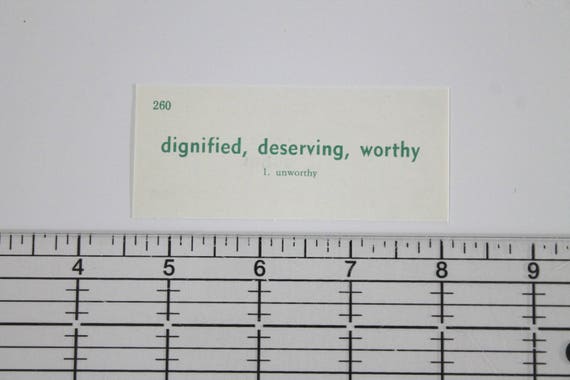 260
dignified, deserving, worthy
1. unworthy
4 5 6 7 8 9